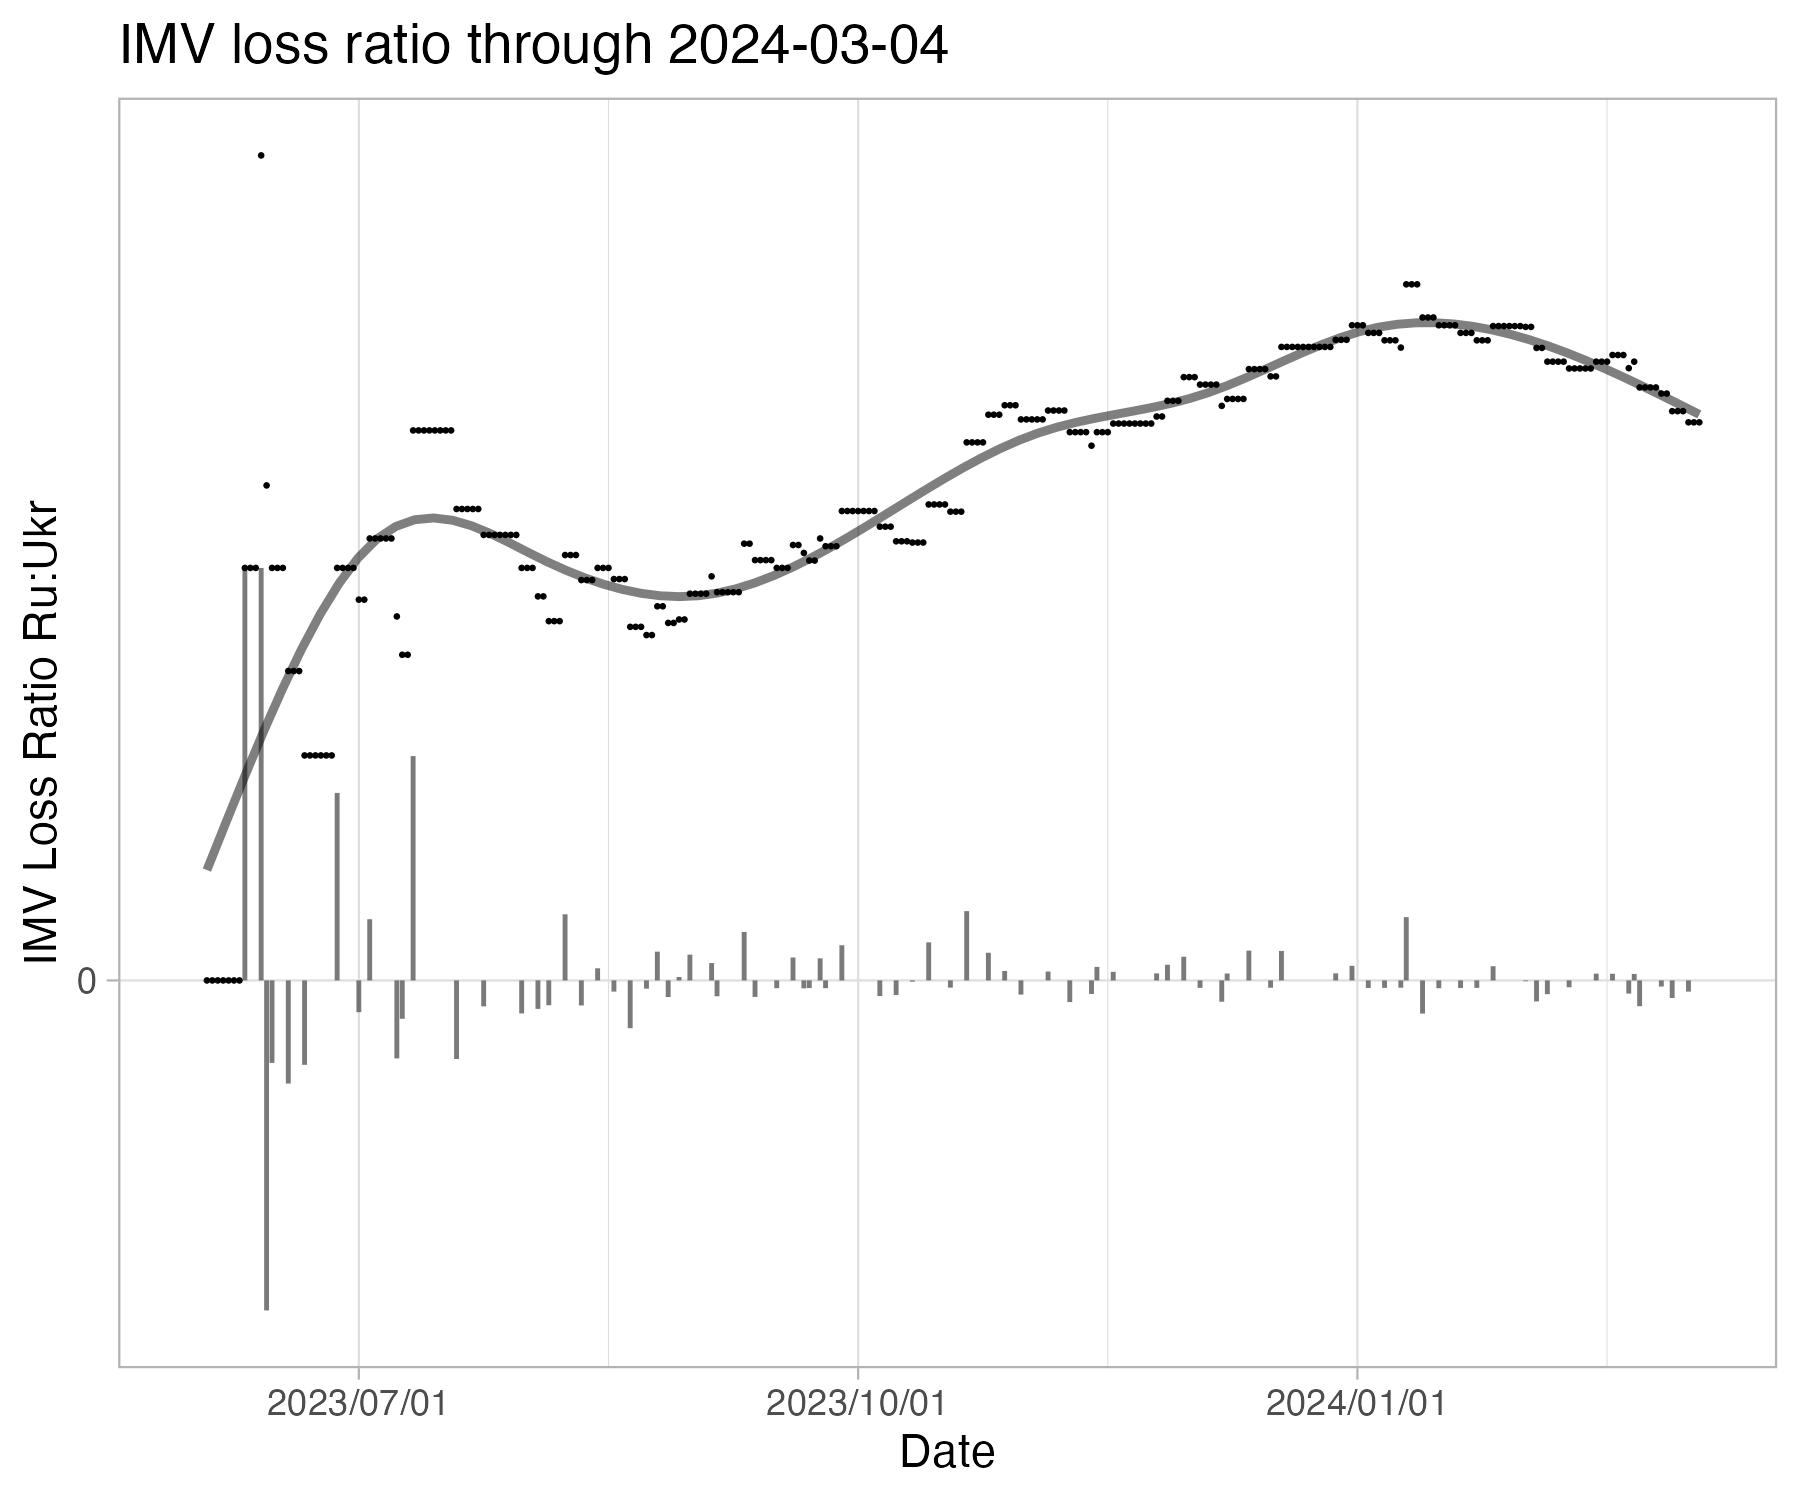 IMV loss ratio through 2024-03-04
IMV Loss Ratio Ru:Ukr
0
2023/07/01
2023/10/01
2024/01/01
Date